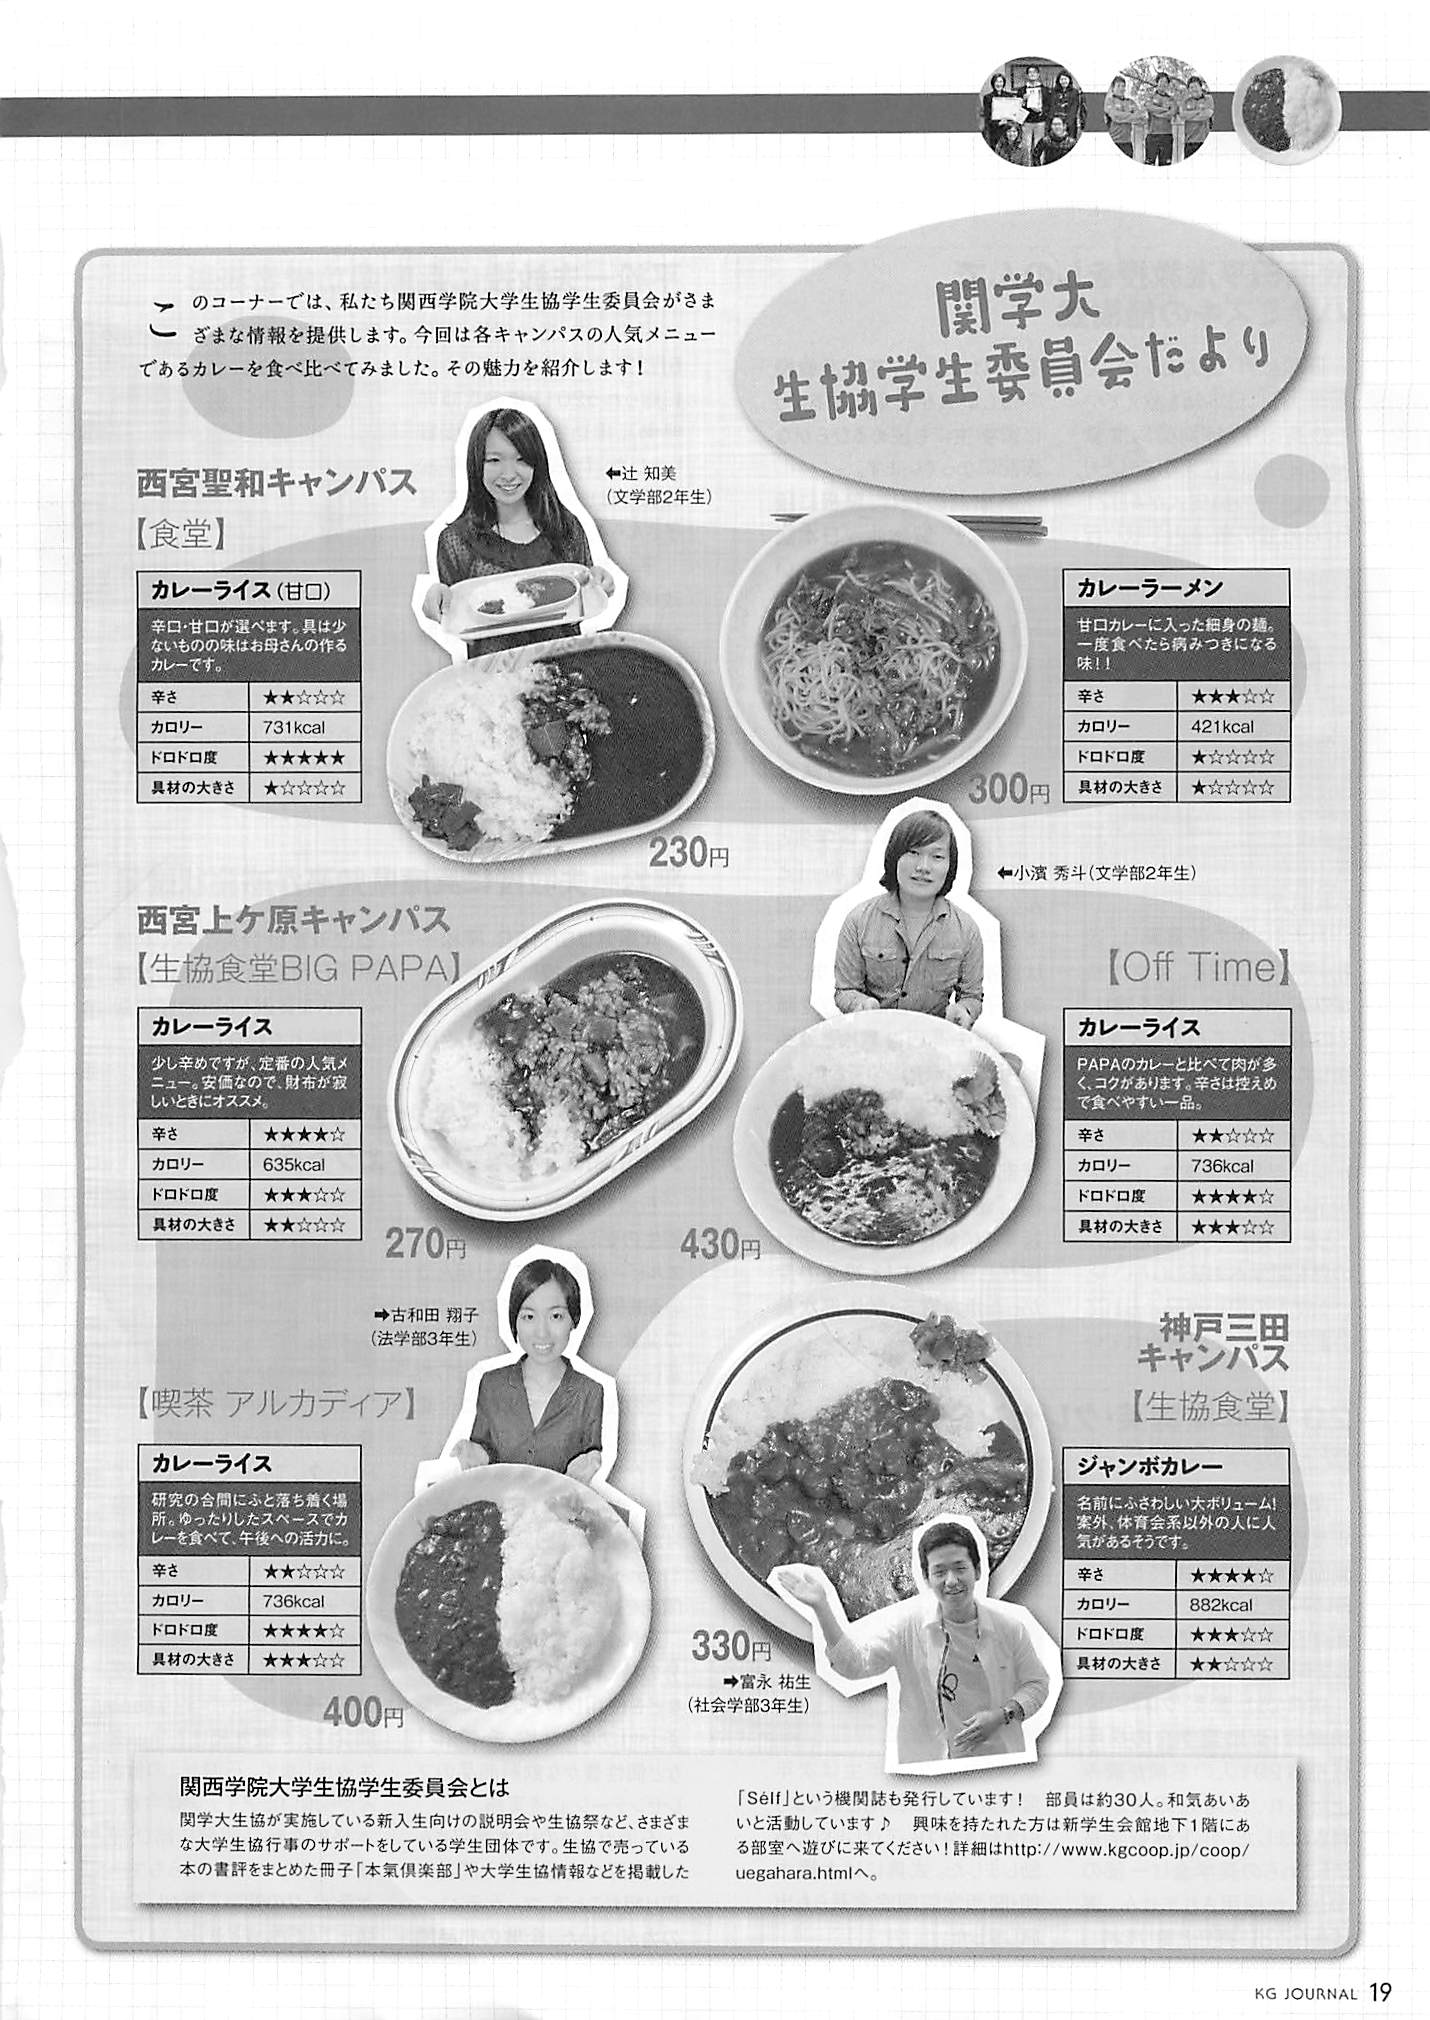 関学大
生協学生委員会だより
このコーナーでは、私たち関西学院大学生協学生委員会がさま
ざまな情報を提供します。今回は各キャンパスの人気メニュー
であるカレーを食べ比べてみました。その魅力を紹介します！
西宮聖和キャンパス
【食堂】
⬅辻 知美
（文学部2年生）
カレーライス（甘口）
辛口・甘口が選べます。具は少
ないものの味はお母さんの作る
カレーです。
辛さ ★★☆☆☆
カロリー 731kcal
ドロドロ度 ★★★★★
具材の大きさ ★☆☆☆☆
230円
カレーラーメン
甘口カレーに入った細身の麺。
一度食べたら病みつきになる
味！！
辛さ ★★★☆☆
カロリー 421kcal
ドロドロ度 ★☆☆☆☆
具材の大きさ ★☆☆☆☆
300円
⬅小濱 秀斗（文学部2年生）
西宮上ケ原キャンパス
【生協食堂BIG PAPA】
カレーライス
少し辛めですが、定番の人気メ
ニュー。安価なので、財布が寂
しいときにオススメ。
辛さ ★★★★☆
カロリー 635kcal
ドロドロ度 ★★★☆☆
具材の大きさ ★★☆☆☆
270円
【Off Time】
カレーライス
PAPAのカレーと比べて肉が多
く、コクがあります。辛さは控えめ
で食べやすい一品。
辛さ ★★☆☆☆
カロリー 736kcal
ドロドロ度 ★★★★☆
具材の大きさ ★★★☆☆
430円
➡古和田 翔子
（法学部3年生）
【喫茶 アルカディア】
カレーライス
研究の合間にふと落ち着く場
所。ゆったりしたスペースでカ
レーを食べて、午後への活力に。
辛さ ★★☆☆☆
カロリー 736kcal
ドロドロ度 ★★★★☆
具材の大きさ ★★★☆☆
400円
神戸三田
キャンパス
【生協食堂】
ジャンボカレー
名前にふさわしい大ボリューム！
案外、体育会系以外の人に人
気があるそうです。
辛さ ★★★★☆
カロリー 882kcal
ドロドロ度 ★★★☆☆
具材の大きさ ★★☆☆☆
330円
➡富永 祐生
（社会学部3年生）
関西学院大学生協学生委員会とは
関学大生協が実施している新入生向けの説明会や生協祭など、さまざま
な大学生協行事のサポートをしている学生団体です。生協で売っている
本の書評をまとめた冊子「本氣倶楽部」や大学生協情報などを掲載した
「Sélf」という機関誌も発行しています！　部員は約30人。和気あいあ
いと活動しています♪　興味を持たれた方は新学生会館地下1階にあ
る部室へ遊びに来てください！詳細はhttp://www.kgcoop.jp/coop/
uegahara.htmlへ。
KG JOURNAL 19